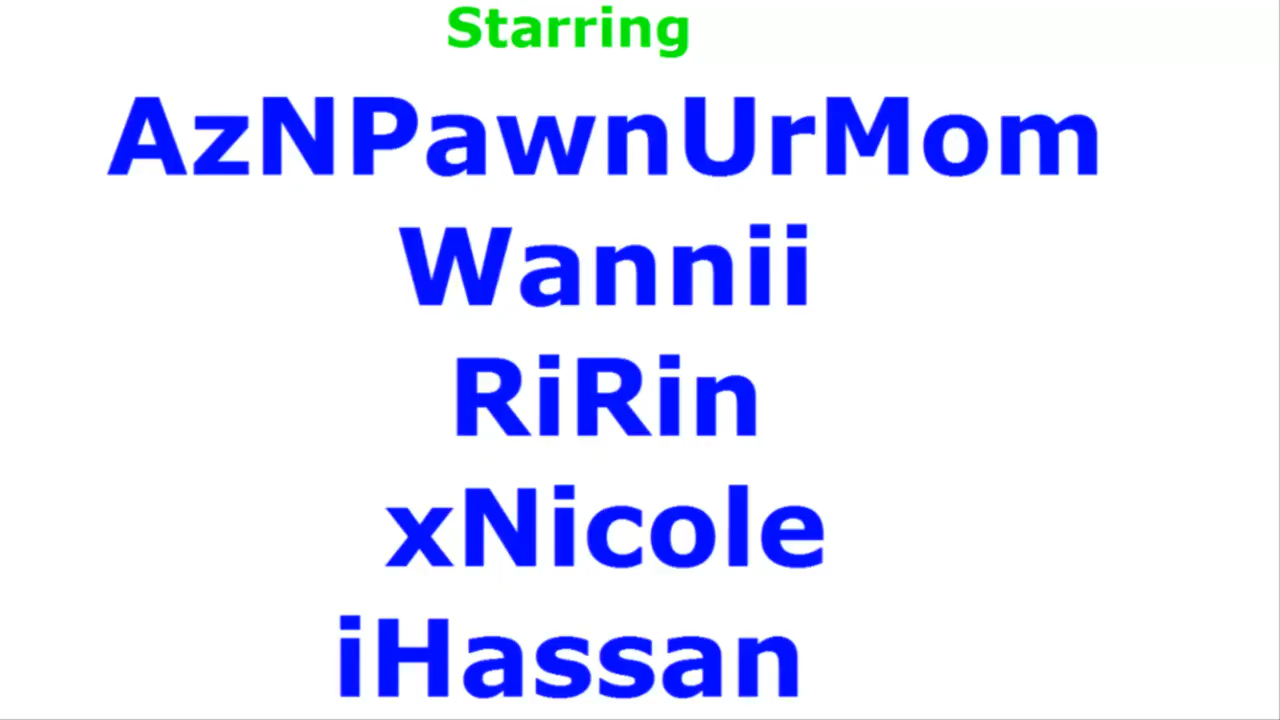 Starring
AzNPawnUrMom
Wannii
RiRin
xNicole
iHassan